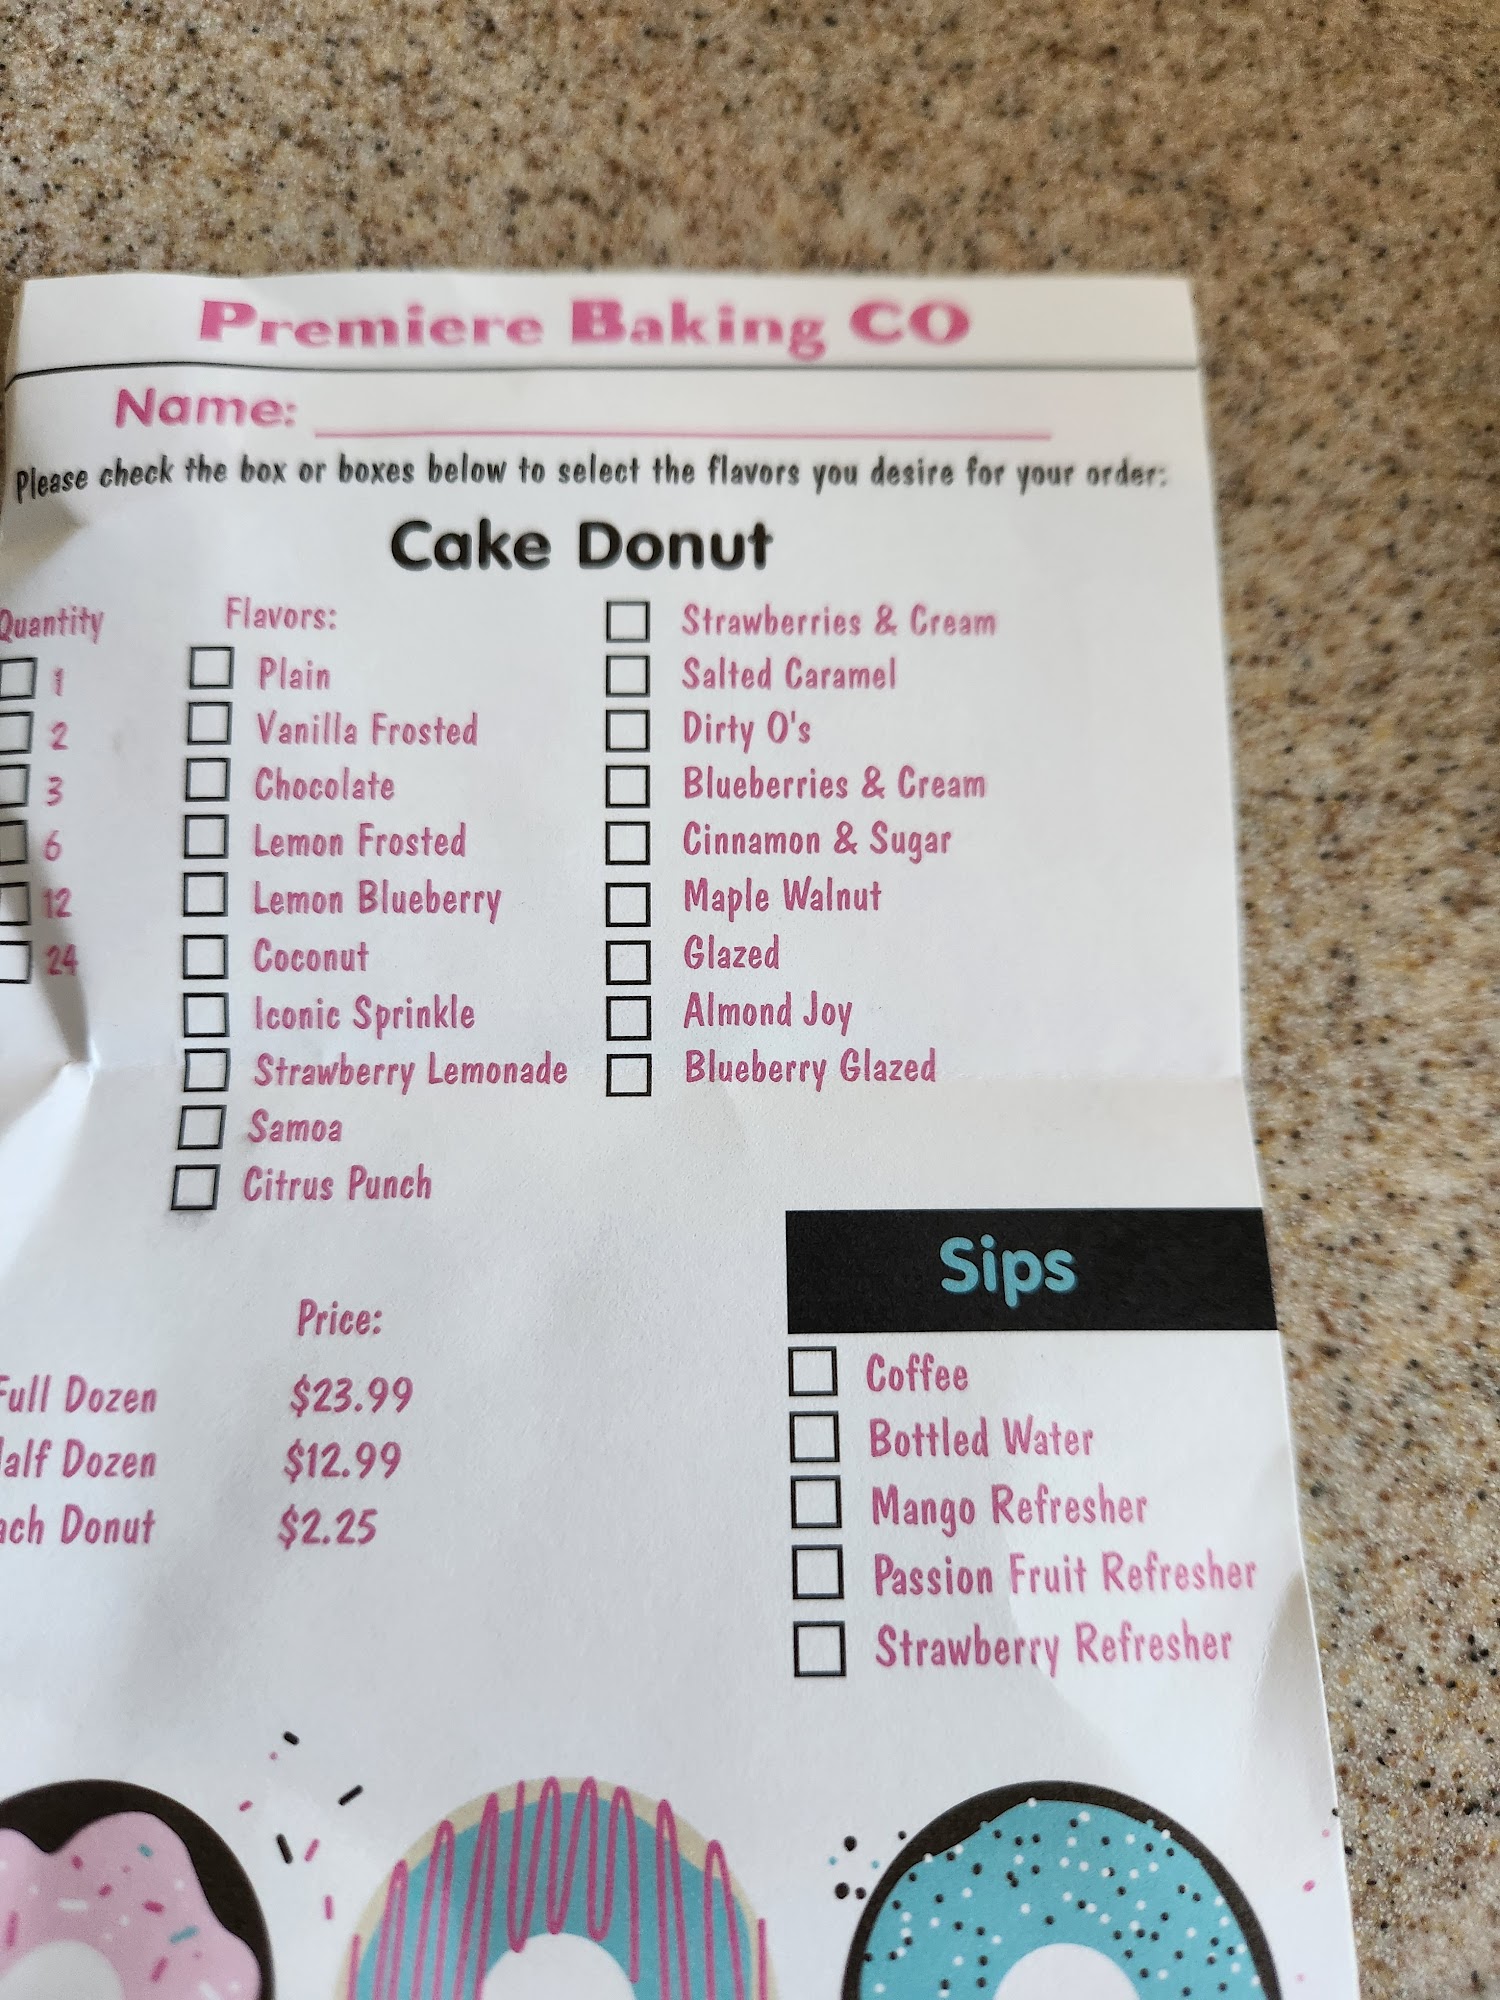 Premiere Baking CO
Name:
Please check the box or boxes below to select the flavors you desire for your order:
Cake Donut
Quantity
1
2
3
6
12
24
Flavors:
Plain
Vanilla Frosted
Chocolate
Lemon Frosted
Lemon Blueberry
Coconut
Iconic Sprinkle
Strawberry Lemonade
Samoa
Citrus Punch
Strawberries & Cream
Salted Caramel
Dirty O's
Blueberries & Cream
Cinnamon & Sugar
Maple Walnut
Glazed
Almond Joy
Blueberry Glazed
Price:
Full Dozen $23.99
alf Dozen $12.99
ach Donut $2.25
Sips
Coffee
Bottled Water
Mango Refresher
Passion Fruit Refresher
Strawberry Refresher